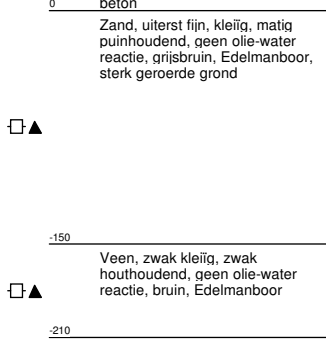 0
beton
Zand, uiterst fijn, kleiïg, matig
puinhoudend, geen olie-water
reactie, grijsbruin, Edelmanboor,
sterk geroerde grond
-150
Veen, zwak kleiïg, zwak
houthoudend, geen olie-water
reactie, bruin, Edelmanboor
-210